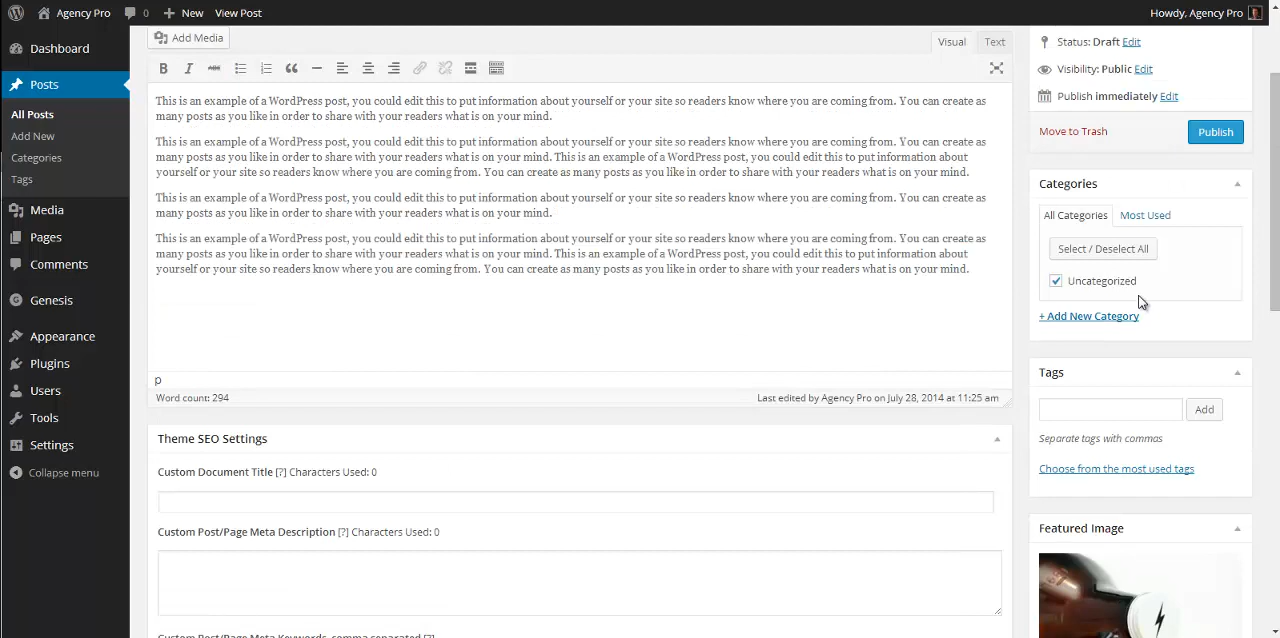 Agency Pro 0 New View Post Howdy, Agency Pro
Dashboard
Posts
All Posts
Add New
Categories
Tags
Media
Pages
Comments
Genesis
Appearance
Plugins
Users
Tools
Settings
Collapse menu
Add Media
Visual Text
B I ABC
This is an example of a WordPress post, you could edit this to put information about yourself or your site so readers know where you are coming from. You can create as
many posts as you like in order to share with your readers what is on your mind.
This is an example of a WordPress post, you could edit this to put information about yourself or your site so readers know where you are coming from. You can create as
many posts as you like in order to share with your readers what is on your mind. This is an example of a WordPress post, you could edit this to put information about
yourself or your site so readers know where you are coming from. You can create as many posts as you like in order to share with your readers what is on your mind.
This is an example of a WordPress post, you could edit this to put information about yourself or your site so readers know where you are coming from. You can create as
many posts as you like in order to share with your readers what is on your mind.
This is an example of a WordPress post, you could edit this to put information about yourself or your site so readers know where you are coming from. You can create as
many posts as you like in order to share with your readers what is on your mind. This is an example of a WordPress post, you could edit this to put information about
yourself or your site so readers know where you are coming from. You can create as many posts as you like in order to share with your readers what is on your mind.
p
Word count: 294 Last edited by Agency Pro on July 28, 2014 at 11:25 am
Theme SEO Settings
Custom Document Title [?] Characters Used: 0
Custom Post/Page Meta Description [?] Characters Used: 0
Custom Post/Page Meta Keywords, comma separated [?]
Status: Draft Edit
Visibility: Public Edit
Publish immediately Edit
Move to Trash Publish
Categories
All Categories Most Used
Select / Deselect All
Uncategorized
+ Add New Category
Tags
Add
Separate tags with commas
Choose from the most used tags
Featured Image